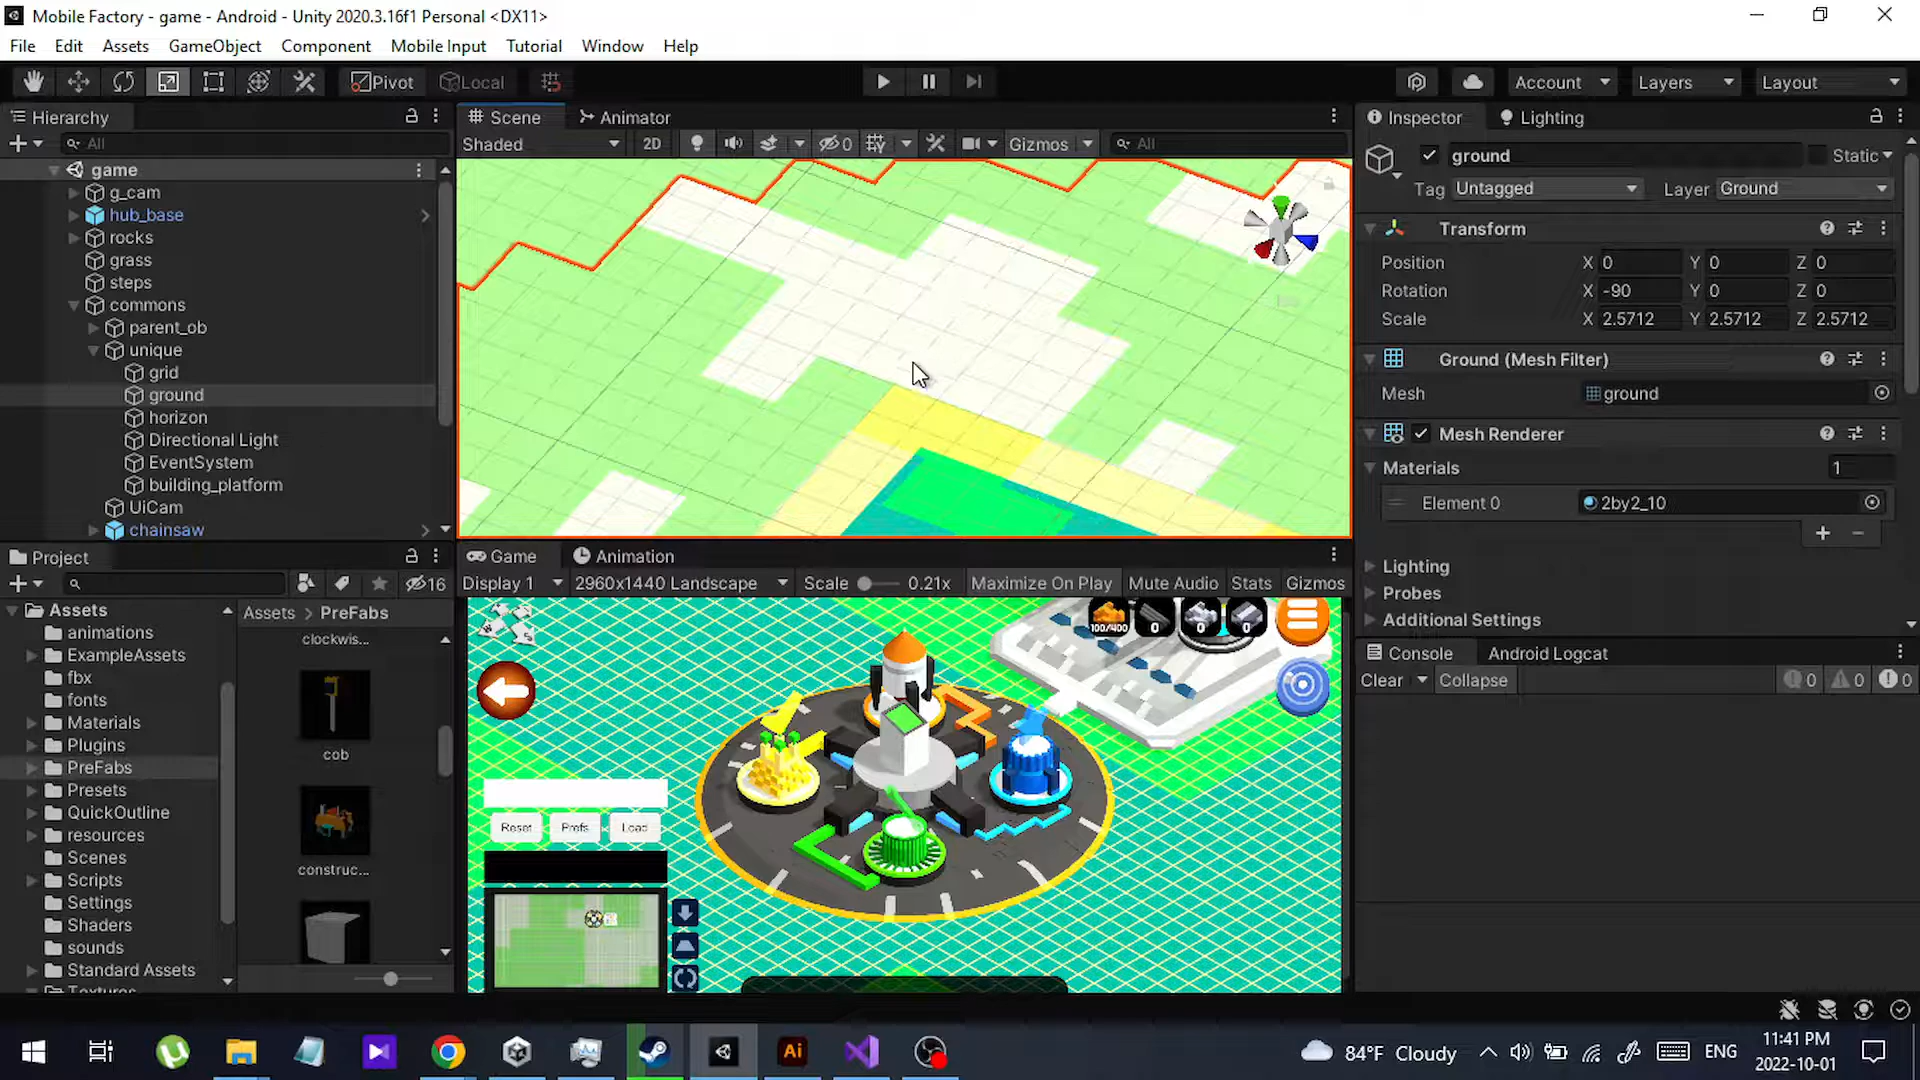 Mobile Factory - game - Android - Unity 2020.3.16f1 Personal <DX11>
File Edit Assets GameObject Component Mobile Input Tutorial Window Help
Pivot Local Account Layers Layout
Hierarchy
All
game
g_cam
hub_base
rocks
grass
steps
commons
parent_ob
unique
grid
ground
horizon
Directional Light
EventSystem
building_platform
UiCam
chainsaw
Scene Animator
Shaded 2D 0 Gizmos All
Inspector Lighting
ground Static
Tag Untagged Layer Ground
Transform
Position X 0 Y 0 Z 0
Rotation X -90 Y 0 Z 0
Scale X 2.5712 Y 2.5712 Z 2.5712
Ground (Mesh Filter)
Mesh ground
Mesh Renderer
Materials 1
Element 0 2by2_10
Lighting
Probes
Additional Settings
Project
16
Assets
animations
ExampleAssets
fbx
fonts
Materials
Plugins
PreFabs
Presets
QuickOutline
resources
Scenes
Scripts
Settings
Shaders
sounds
Standard Assets
Textures
Assets > PreFabs
clockwis...
cob
construc...
Game Animation
Display 1 2960x1440 Landscape Scale 0.21x Maximize On Play Mute Audio Stats Gizmos
100/400 0 0 0
Reset Prefs Load
Console Android Logcat
Clear Collapse 0 0 0
Ai
84°F Cloudy ENG
11:41 PM
2022-10-01